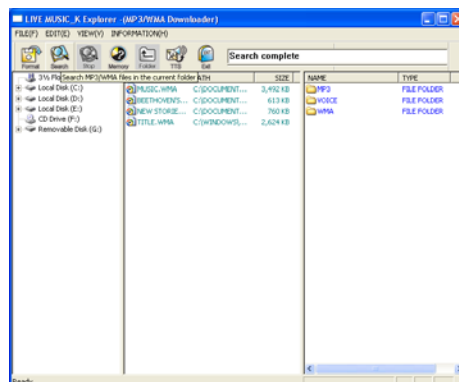 LIVE MUSIC_K Explorer -(MP3/WMA Downloader)
FILE(F) EDIT(E) VIEW(V) INFORMATION(H)
Format Search Stop Memory Folder TTS Exit Search complete
3½ Flo Search MP3/WMA files in the current folder ATH SIZE NAME TYPE
Local Disk (C:) MUSIC.WMA C:\DOCUMENT... 3,492 KB MP3 FILE FOLDER
Local Disk (D:) BEETHOVEN'S... C:\DOCUMENT... 613 KB VOICE FILE FOLDER
Local Disk (E:) NEW STORIE... C:\DOCUMENT... 760 KB WMA FILE FOLDER
CD Drive (F:) TITLE.WMA C:\WINDOWS\... 2,624 KB
Removable Disk (G:)
Ready